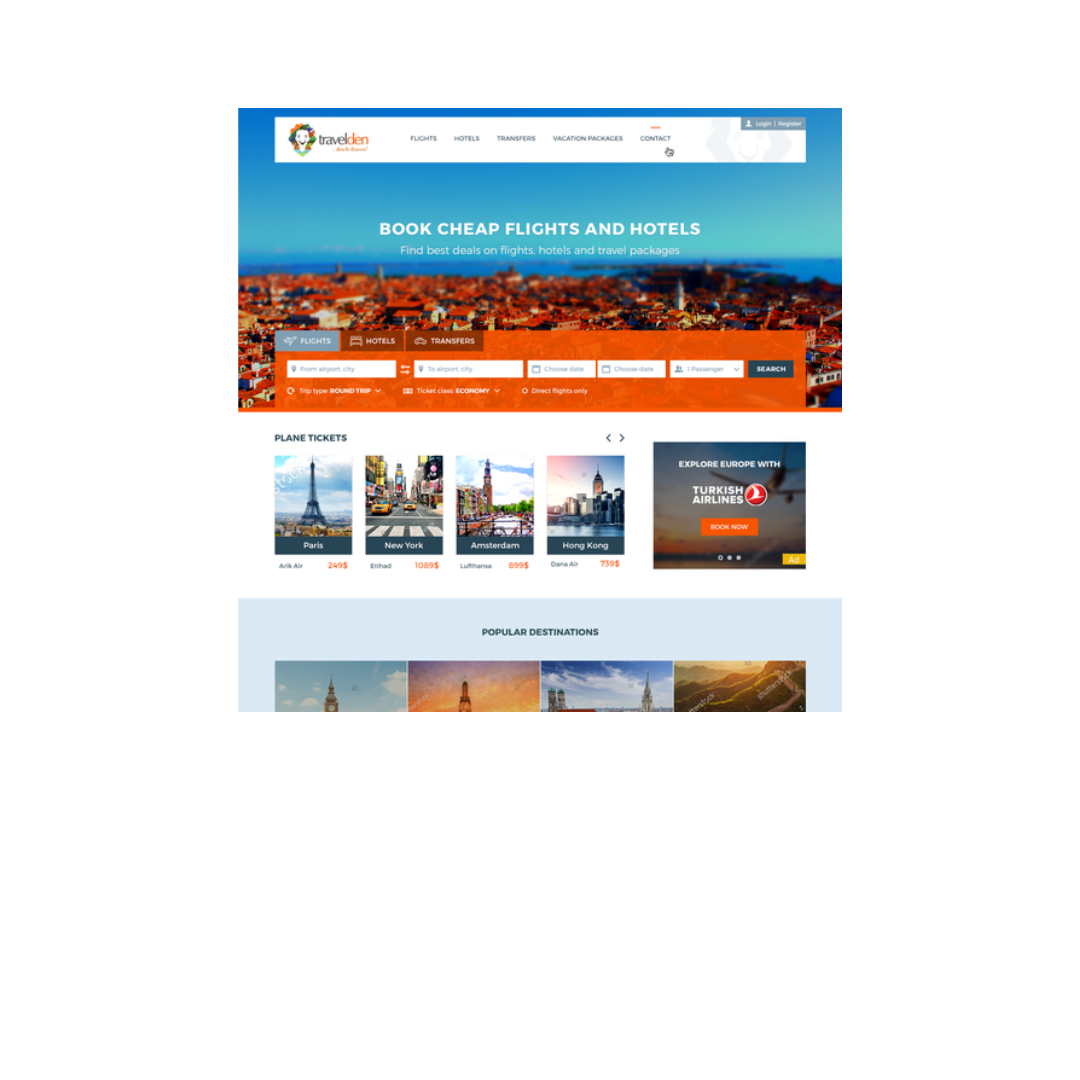 travelden
Login | Register
FLIGHTS HOTELS TRANSFERS VACATION PACKAGES CONTACT
BOOK CHEAP FLIGHTS AND HOTELS
Find best deals on flights, hotels and travel packages
FLIGHTS HOTELS TRANSFERS
From airport, city To airport, city Choose date Choose date 1 Passenger SEARCH
Trip type: ROUND TRIP Ticket class: ECONOMY Direct flights only
PLANE TICKETS
Paris New York Amsterdam Hong Kong
Arik Air 249$ Etihad 1089$ Lufthansa 899$ Dana Air 739$
EXPLORE EUROPE WITH
TURKISH
AIRLINES
BOOK NOW
Ad
POPULAR DESTINATIONS
shutterstock